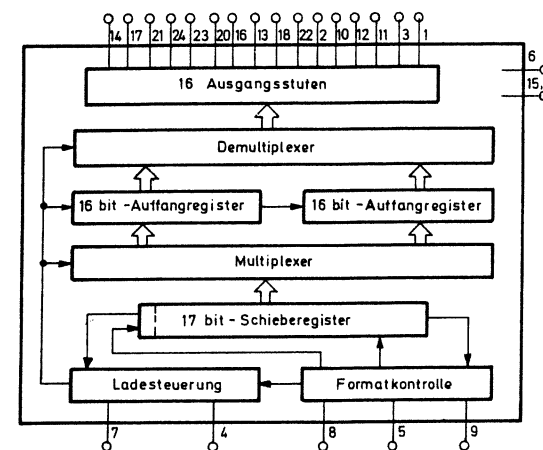 14 17 21 24 23 20 16 13 18 22 2 10 12 11 3 1
6
15,
16 Ausgangsstuten
Demultiplexer
16 bit - Auffangregister 16 bit - Auffangregister
Multiplexer
17 bit - Schieberegister
Ladesteuerung Formatkontrolle
7 4 8 5 9